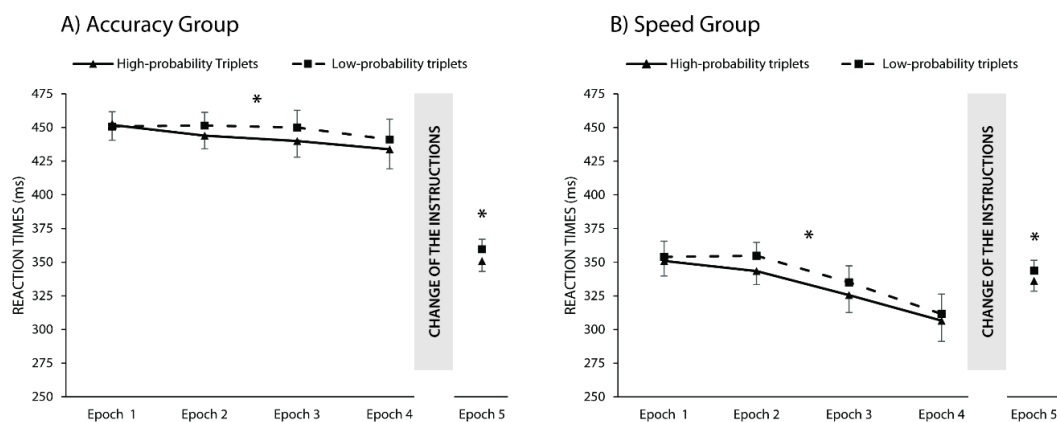 A) Accuracy Group
High-probability Triplets
Low-probability triplets
475
450
425
400
375
350
325
300
275
250
REACTION TIMES (ms)
*
CHANGE OF THE INSTRUCTIONS
*
Epoch 1
Epoch 2
Epoch 3
Epoch 4
Epoch 5
B) Speed Group
High-probability triplets
Low-probability triplets
475
450
425
400
375
350
325
300
275
250
REACTION TIMES (ms)
*
CHANGE OF THE INSTRUCTIONS
*
Epoch 1
Epoch 2
Epoch 3
Epoch 4
Epoch 5